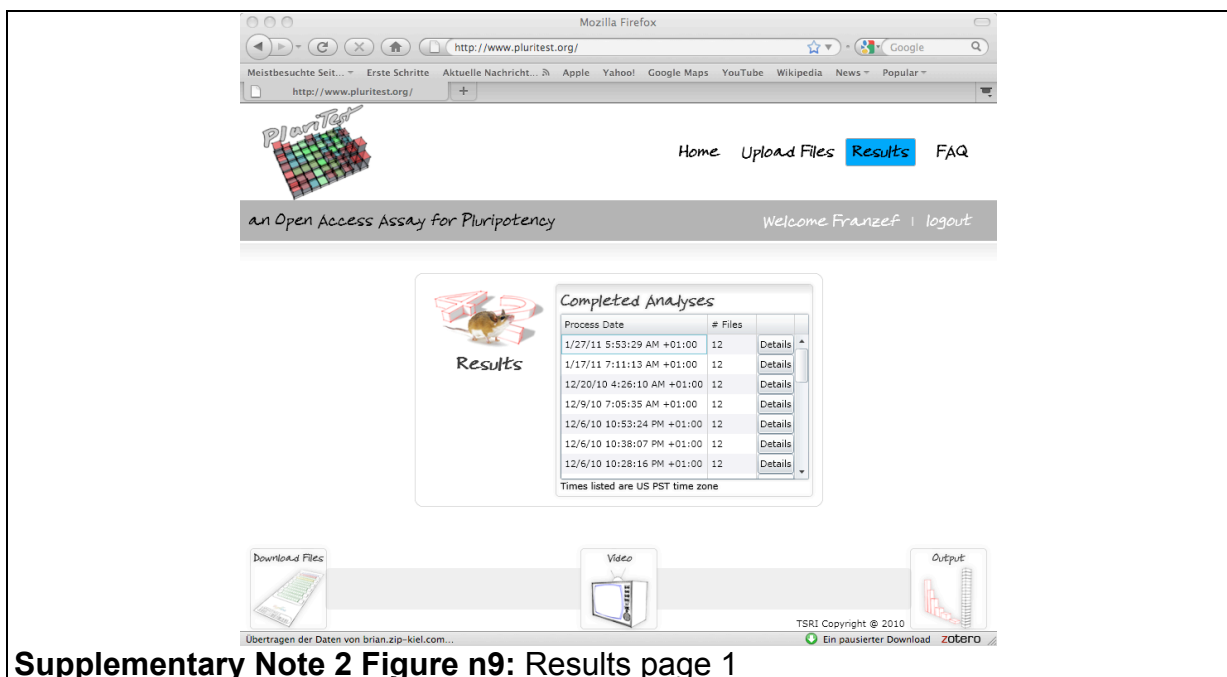 Mozilla Firefox
http://www.pluritest.org/
Google
Meistbesuchte Seit... Erste Schritte Aktuelle Nachricht... Apple Yahoo! Google Maps YouTube Wikipedia News Popular
http://www.pluritest.org/ +
PluriTest
Home Upload Files Results FAQ
an Open Access Assay for Pluripotency
Welcome Franzef | logout
Results
Completed Analyses
Process Date # Files
1/27/11 5:53:29 AM +01:00 12 Details
1/17/11 7:11:13 AM +01:00 12 Details
12/20/10 4:26:10 AM +01:00 12 Details
12/9/10 7:05:35 AM +01:00 12 Details
12/6/10 10:53:24 PM +01:00 12 Details
12/6/10 10:38:07 PM +01:00 12 Details
12/6/10 10:28:16 PM +01:00 12 Details
Times listed are US PST time zone
Download Files
Video
Output
TSRI Copyright @ 2010
Übertragen der Daten von brian.zip-kiel.com...
Ein pausierter Download zotero
Supplementary Note 2 Figure n9: Results page 1